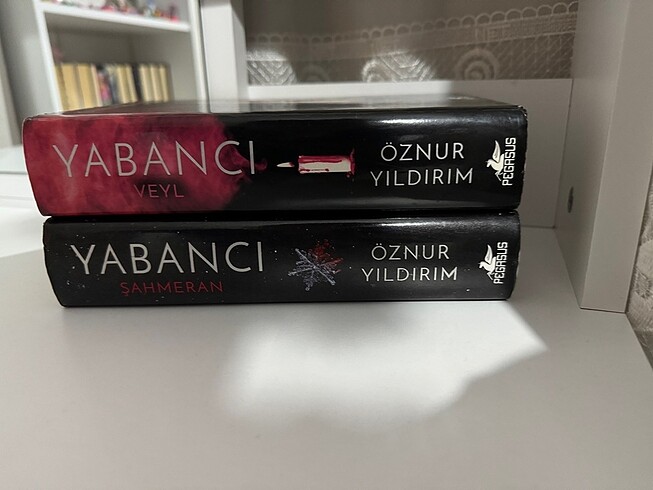 YABANCI
VEYL
ÖZNUR
YILDIRIM
PEGASUS
YABANCI
ŞAHMERAN
ÖZNUR
YILDIRIM
PEGASUS